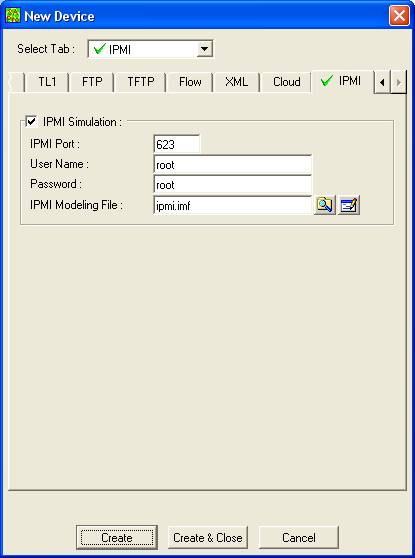 New Device
Select Tab : IPMI
TL1 FTP TFTP Flow XML Cloud IPMI
IPMI Simulation :
IPMI Port : 623
User Name : root
Password : root
IPMI Modeling File : ipmi.imf
Create Create & Close Cancel